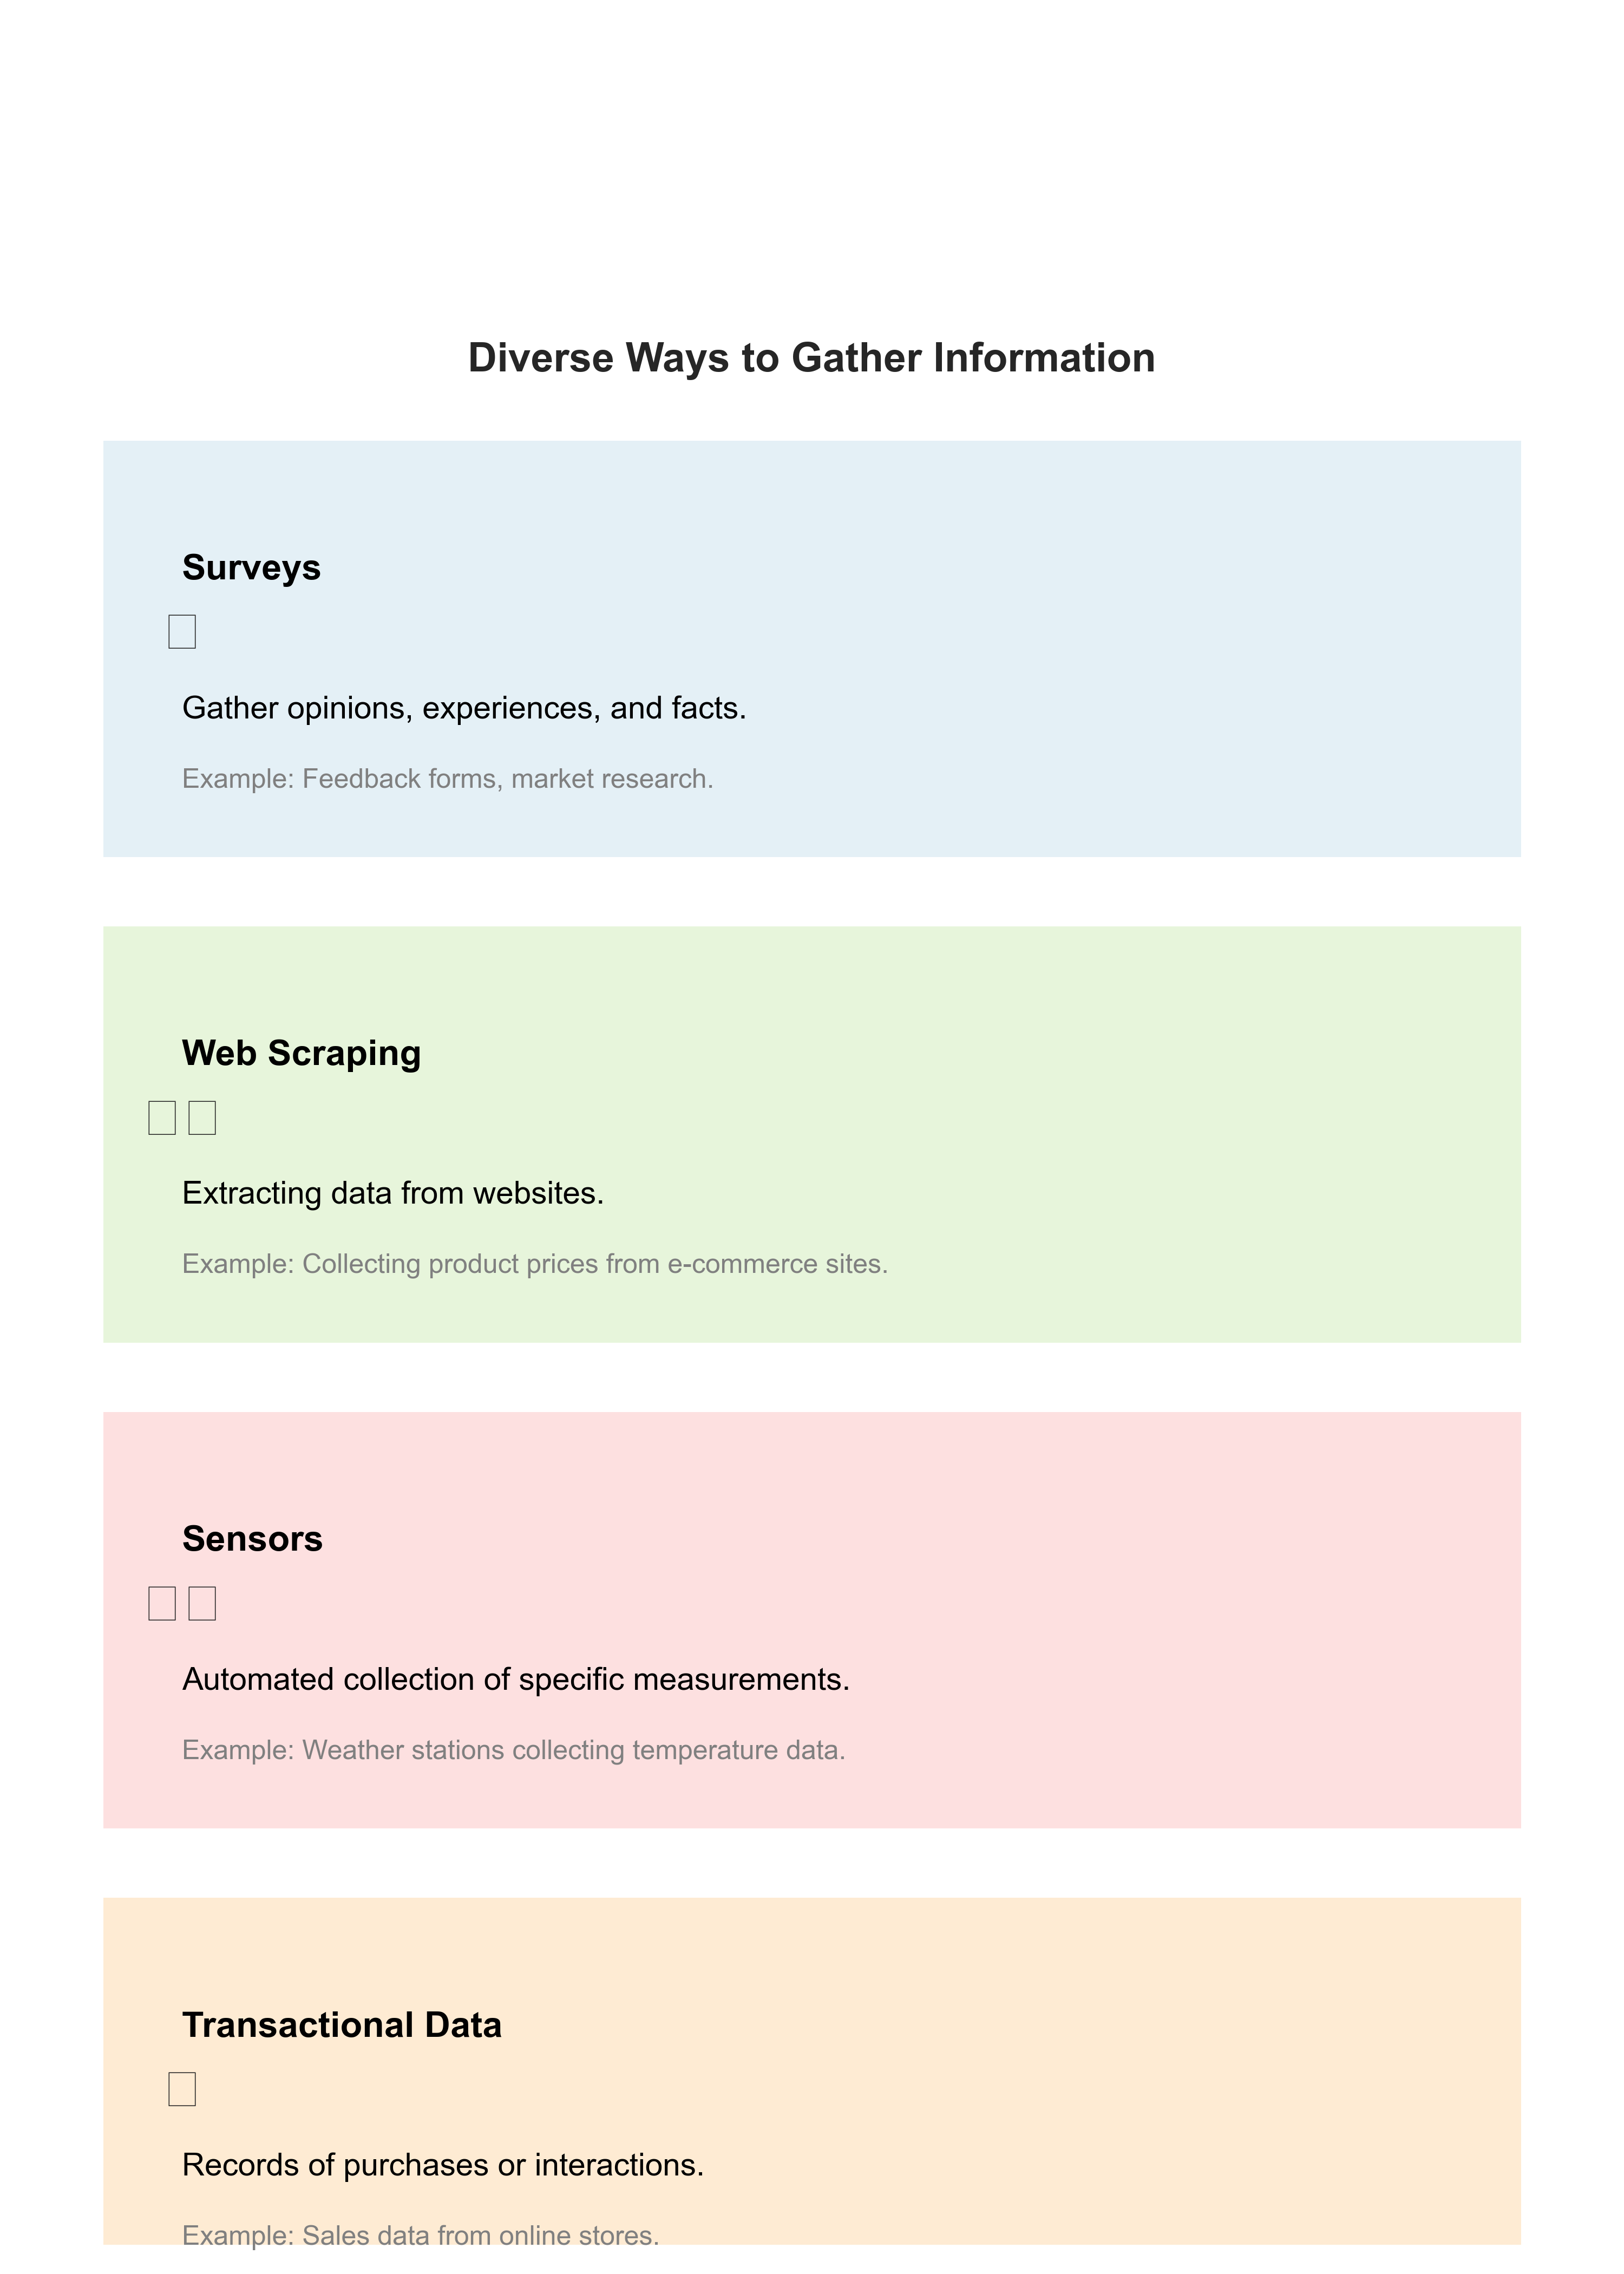 Diverse Ways to Gather Information
Surveys
Gather opinions, experiences, and facts.
Example: Feedback forms, market research.
Web Scraping
Extracting data from websites.
Example: Collecting product prices from e-commerce sites.
Sensors
Automated collection of specific measurements.
Example: Weather stations collecting temperature data.
Transactional Data
Records of purchases or interactions.
Example: Sales data from online stores.